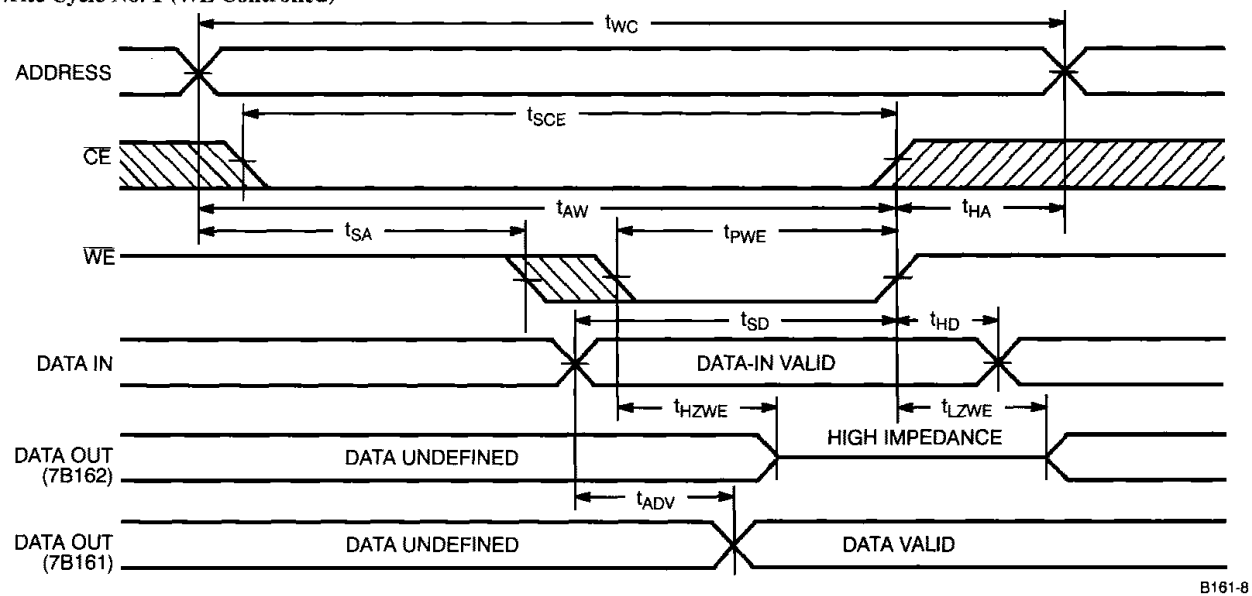 Write Cycle No. 1 (WE Controlled)
tWC
ADDRESS
tSCE
CE
tAW
tHA
tSA
tPWE
WE
tSD
tHD
DATA IN
DATA-IN VALID
tHZWE
tLZWE
HIGH IMPEDANCE
DATA OUT
(7B162)
DATA UNDEFINED
tADV
DATA OUT
(7B161)
DATA UNDEFINED
DATA VALID
B161-8